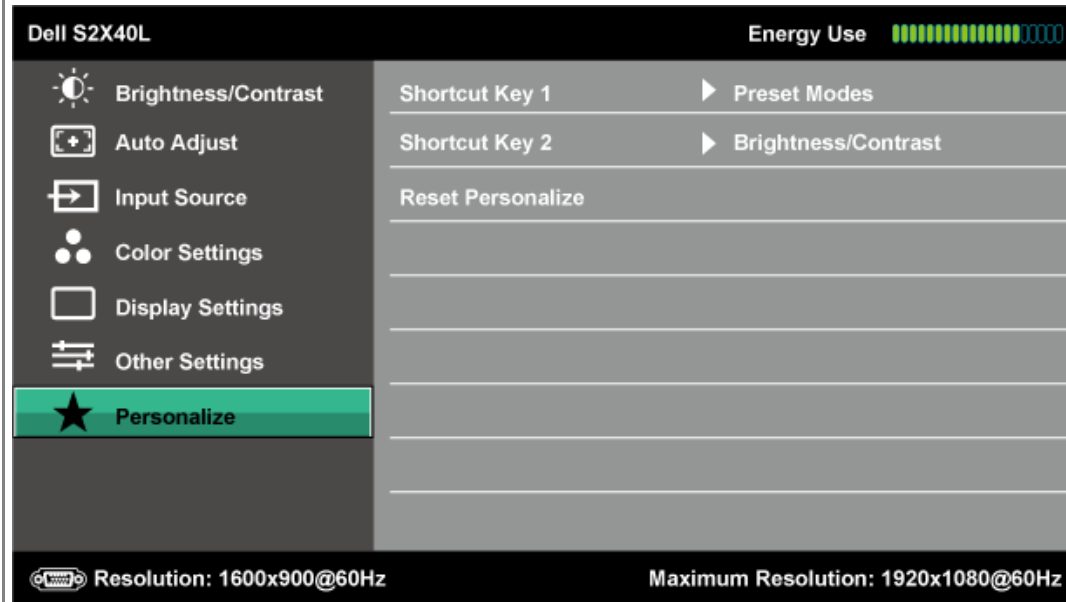 Dell S2X40L Energy Use
Brightness/Contrast Shortcut Key 1 Preset Modes
Auto Adjust Shortcut Key 2 Brightness/Contrast
Input Source Reset Personalize
Color Settings
Display Settings
Other Settings
Personalize
Resolution: 1600x900@60Hz Maximum Resolution: 1920x1080@60Hz